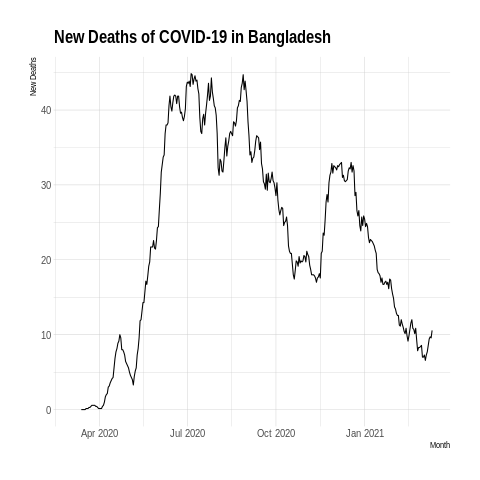 New Deaths of COVID-19 in Bangladesh
New Deaths
40
30
20
10
0
Apr 2020 Jul 2020 Oct 2020 Jan 2021
Month